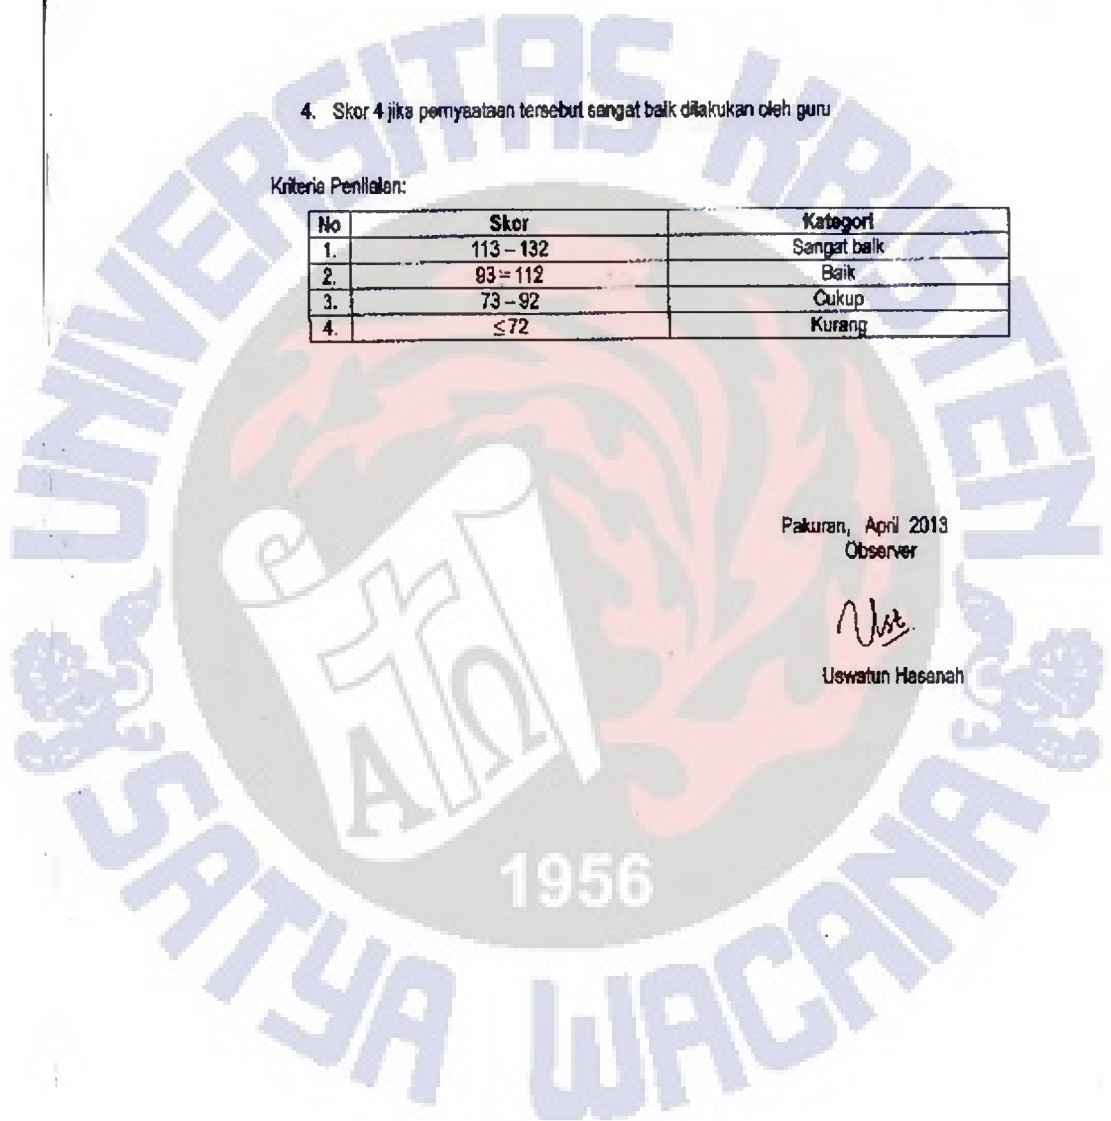 4. Skor 4 jika pernyaataan tersebut sangat baik dilakukan oleh guru
Kriteria Penilaian:
No Skor Kategori
1. 113 – 132 Sangat baik
2. 93 – 112 Baik
3. 73 – 92 Cukup
4. ≤ 72 Kurang
Pakuran, April 2013
Observer
Uswatun Hasanah
UNIVERSITAS KRISTEN
SATYA WACANA
A Ω
1956